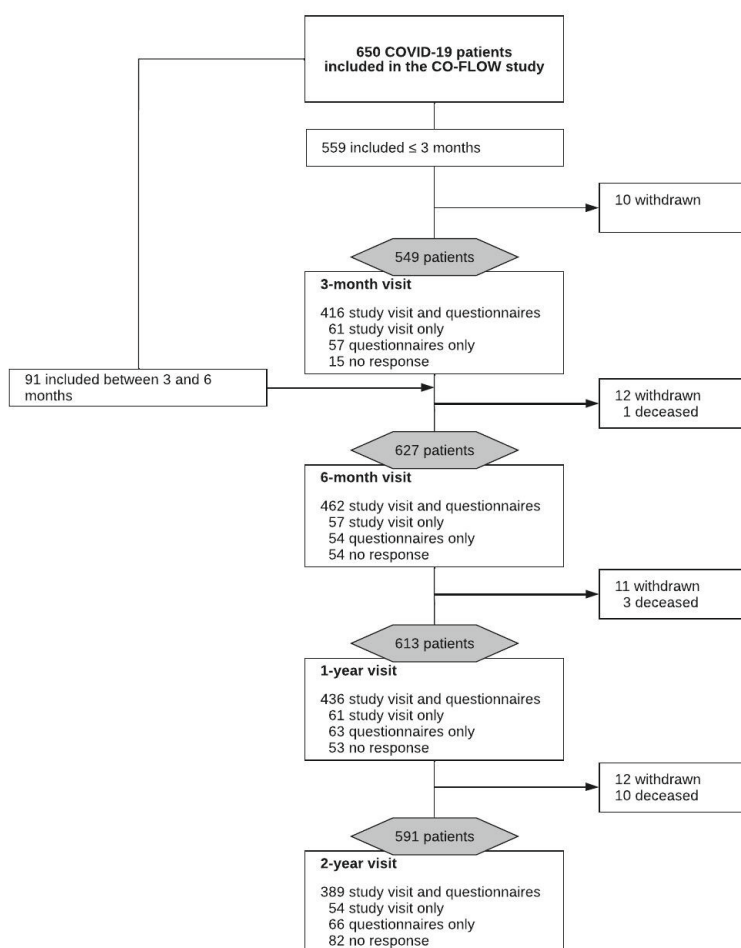 650 COVID-19 patients
included in the CO-FLOW study
559 included ≤ 3 months
10 withdrawn
549 patients
3-month visit
416 study visit and questionnaires
61 study visit only
57 questionnaires only
15 no response
91 included between 3 and 6
months
12 withdrawn
1 deceased
627 patients
6-month visit
462 study visit and questionnaires
57 study visit only
54 questionnaires only
54 no response
11 withdrawn
3 deceased
613 patients
1-year visit
436 study visit and questionnaires
61 study visit only
63 questionnaires only
53 no response
12 withdrawn
10 deceased
591 patients
2-year visit
389 study visit and questionnaires
54 study visit only
66 questionnaires only
82 no response